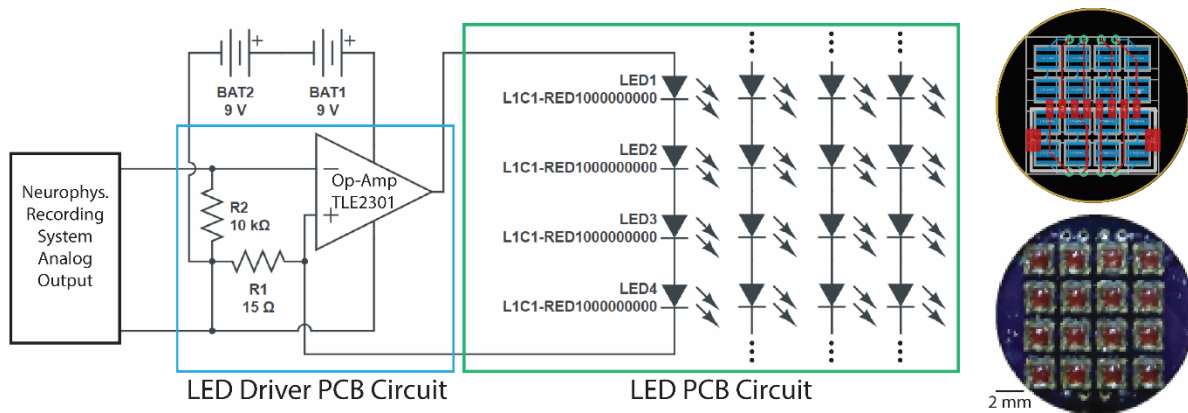 BAT2
9 V
BAT1
9 V
+
+
Neurophys.
Recording
System
Analog
Output
R2
10 kΩ
R1
15 Ω
−
Op-Amp
TLE2301
+
LED1
L1C1-RED1000000000
LED2
L1C1-RED1000000000
LED3
L1C1-RED1000000000
LED4
L1C1-RED1000000000
LED Driver PCB Circuit
LED PCB Circuit
2 mm